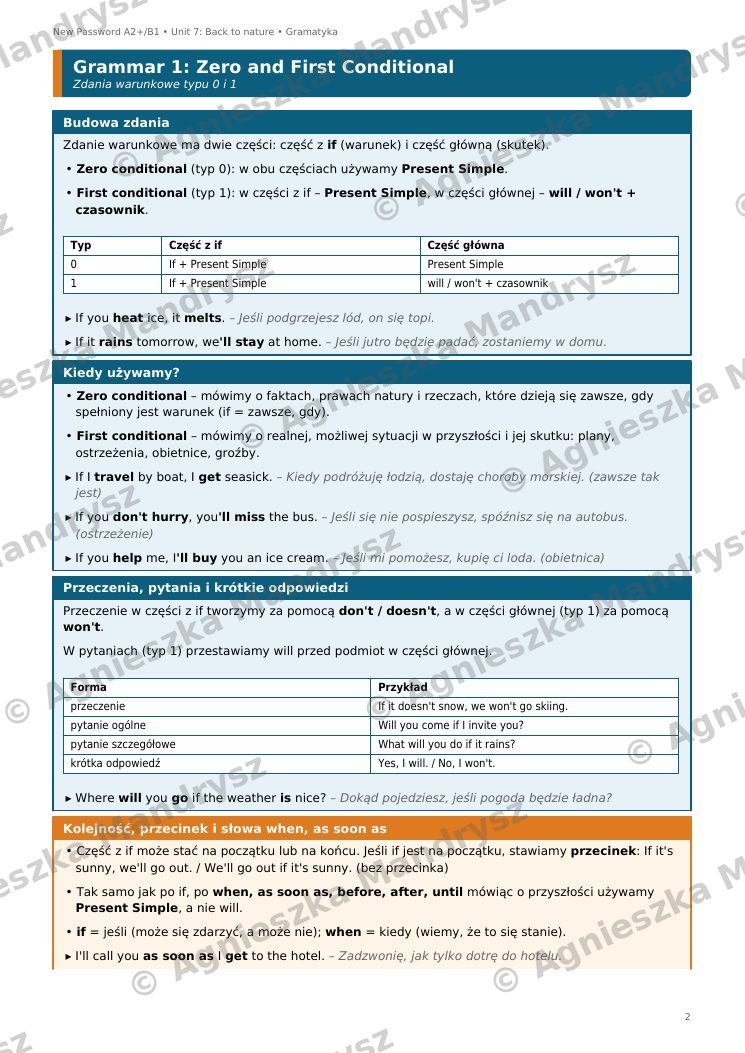 New Password A2+/B1 • Unit 7: Back to nature • Gramatyka
Grammar 1: Zero and First Conditional
Zdania warunkowe typu 0 i 1
Budowa zdania
Zdanie warunkowe ma dwie części: część z if (warunek) i część główną (skutek).
• Zero conditional (typ 0): w obu częściach używamy Present Simple.
• First conditional (typ 1): w części z if – Present Simple, w części głównej – will / won't +
czasownik.
Typ Część z if Część główna
0 If + Present Simple Present Simple
1 If + Present Simple will / won't + czasownik
▸ If you heat ice, it melts. – Jeśli podgrzejesz lód, on się topi.
▸ If it rains tomorrow, we'll stay at home. – Jeśli jutro będzie padać, zostaniemy w domu.
Kiedy używamy?
• Zero conditional – mówimy o faktach, prawach natury i rzeczach, które dzieją się zawsze, gdy
spełniony jest warunek (if = zawsze, gdy).
• First conditional – mówimy o realnej, możliwej sytuacji w przyszłości i jej skutku: plany,
ostrzeżenia, obietnice, groźby.
▸ If I travel by boat, I get seasick. – Kiedy podróżuję łodzią, dostaję choroby morskiej. (zawsze tak
jest)
▸ If you don't hurry, you'll miss the bus. – Jeśli się nie pospieszysz, spóźnisz się na autobus.
(ostrzeżenie)
▸ If you help me, I'll buy you an ice cream. – Jeśli mi pomożesz, kupię ci loda. (obietnica)
Przeczenia, pytania i krótkie odpowiedzi
Przeczenie w części z if tworzymy za pomocą don't / doesn't, a w części głównej (typ 1) za pomocą
won't.
W pytaniach (typ 1) przestawiamy will przed podmiot w części głównej.
Forma Przykład
przeczenie If it doesn't snow, we won't go skiing.
pytanie ogólne Will you come if I invite you?
pytanie szczegółowe What will you do if it rains?
krótka odpowiedź Yes, I will. / No, I won't.
▸ Where will you go if the weather is nice? – Dokąd pojedziesz, jeśli pogoda będzie ładna?
Kolejność, przecinek i słowa when, as soon as
• Część z if może stać na początku lub na końcu. Jeśli if jest na początku, stawiamy przecinek: If it's
sunny, we'll go out. / We'll go out if it's sunny. (bez przecinka)
• Tak samo jak po if, po when, as soon as, before, after, until mówiąc o przyszłości używamy
Present Simple, a nie will.
• if = jeśli (może się zdarzyć, a może nie); when = kiedy (wiemy, że to się stanie).
▸ I'll call you as soon as I get to the hotel. – Zadzwonię, jak tylko dotrę do hotelu.
2
© Agnieszka Mandrysz